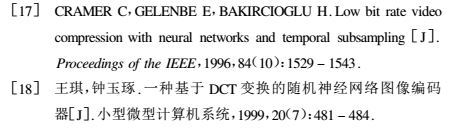 [17] CRAMER C,GELENBE E,BAKIRCIOGLU H.Low bit rate video
compression with neural networks and temporal subsampling[J].
Proceedings of the IEEE,1996,84(10):1529-1543.
[18] 王琪,钟玉琢.一种基于DCT变换的随机神经网络图像编码
器[J].小型微型计算机系统,1999,20(7):481-484.